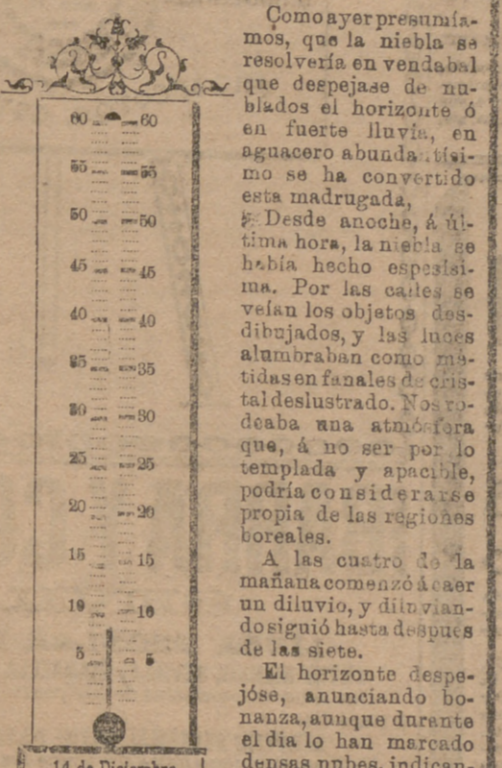 60 60
55 55
50 50
45 45
40 40
35 35
30 30
25 25
20 20
15 15
10 10
5 5
14 de Diciembre
Como ayer presumía-
mos, que la niebla se
resolvería en vendabal
que despejase de nu-
blados el horizonte ó
en fuerte lluvia, en
aguacero abundantísi-
mo se ha convertido
esta madrugada,
Desde anoche, á úl-
tima hora, la niebla se
había hecho espesísi-
ma. Por las calles se
veían los objetos des-
dibujados, y las luces
alumbraban como me-
tidas en fanales de cris-
tal deslustrado. Nos ro-
deaba una atmósfera
que, á no ser por lo
templada y apacible,
podría considerarse
propia de las regiones
boreales.
A las cuatro de la
mañana comenzó á caer
un diluvio, y diluvian-
do siguió hasta después
de las siete.
El horizonte despe-
jóse, anunciando bo-
nanza, aunque durante
el día lo han marcado
densas nubes, indican-